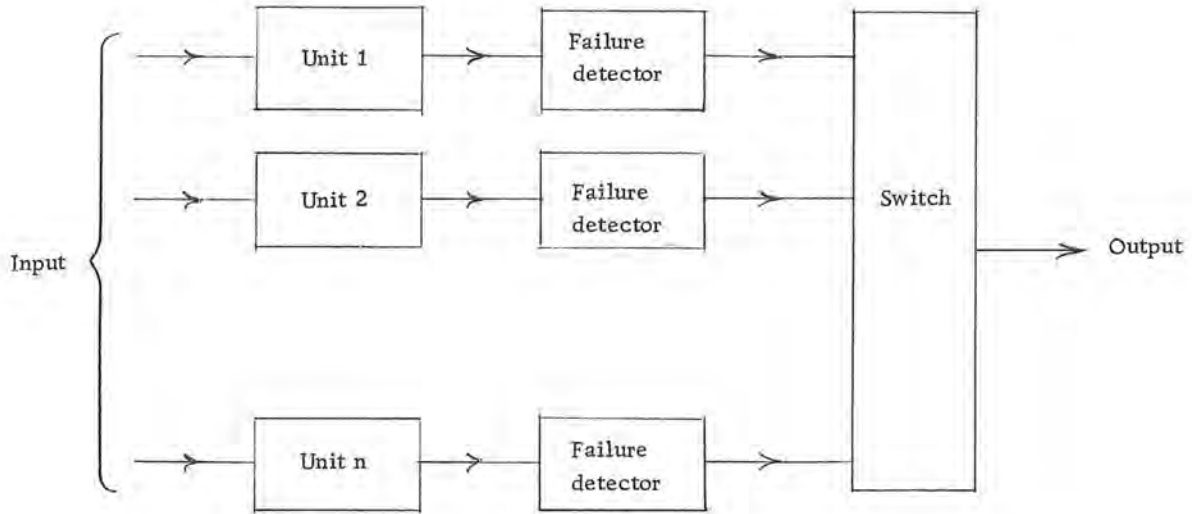 Unit 1
Failure
detector
Unit 2
Failure
detector
Switch
Input
Output
Unit n
Failure
detector